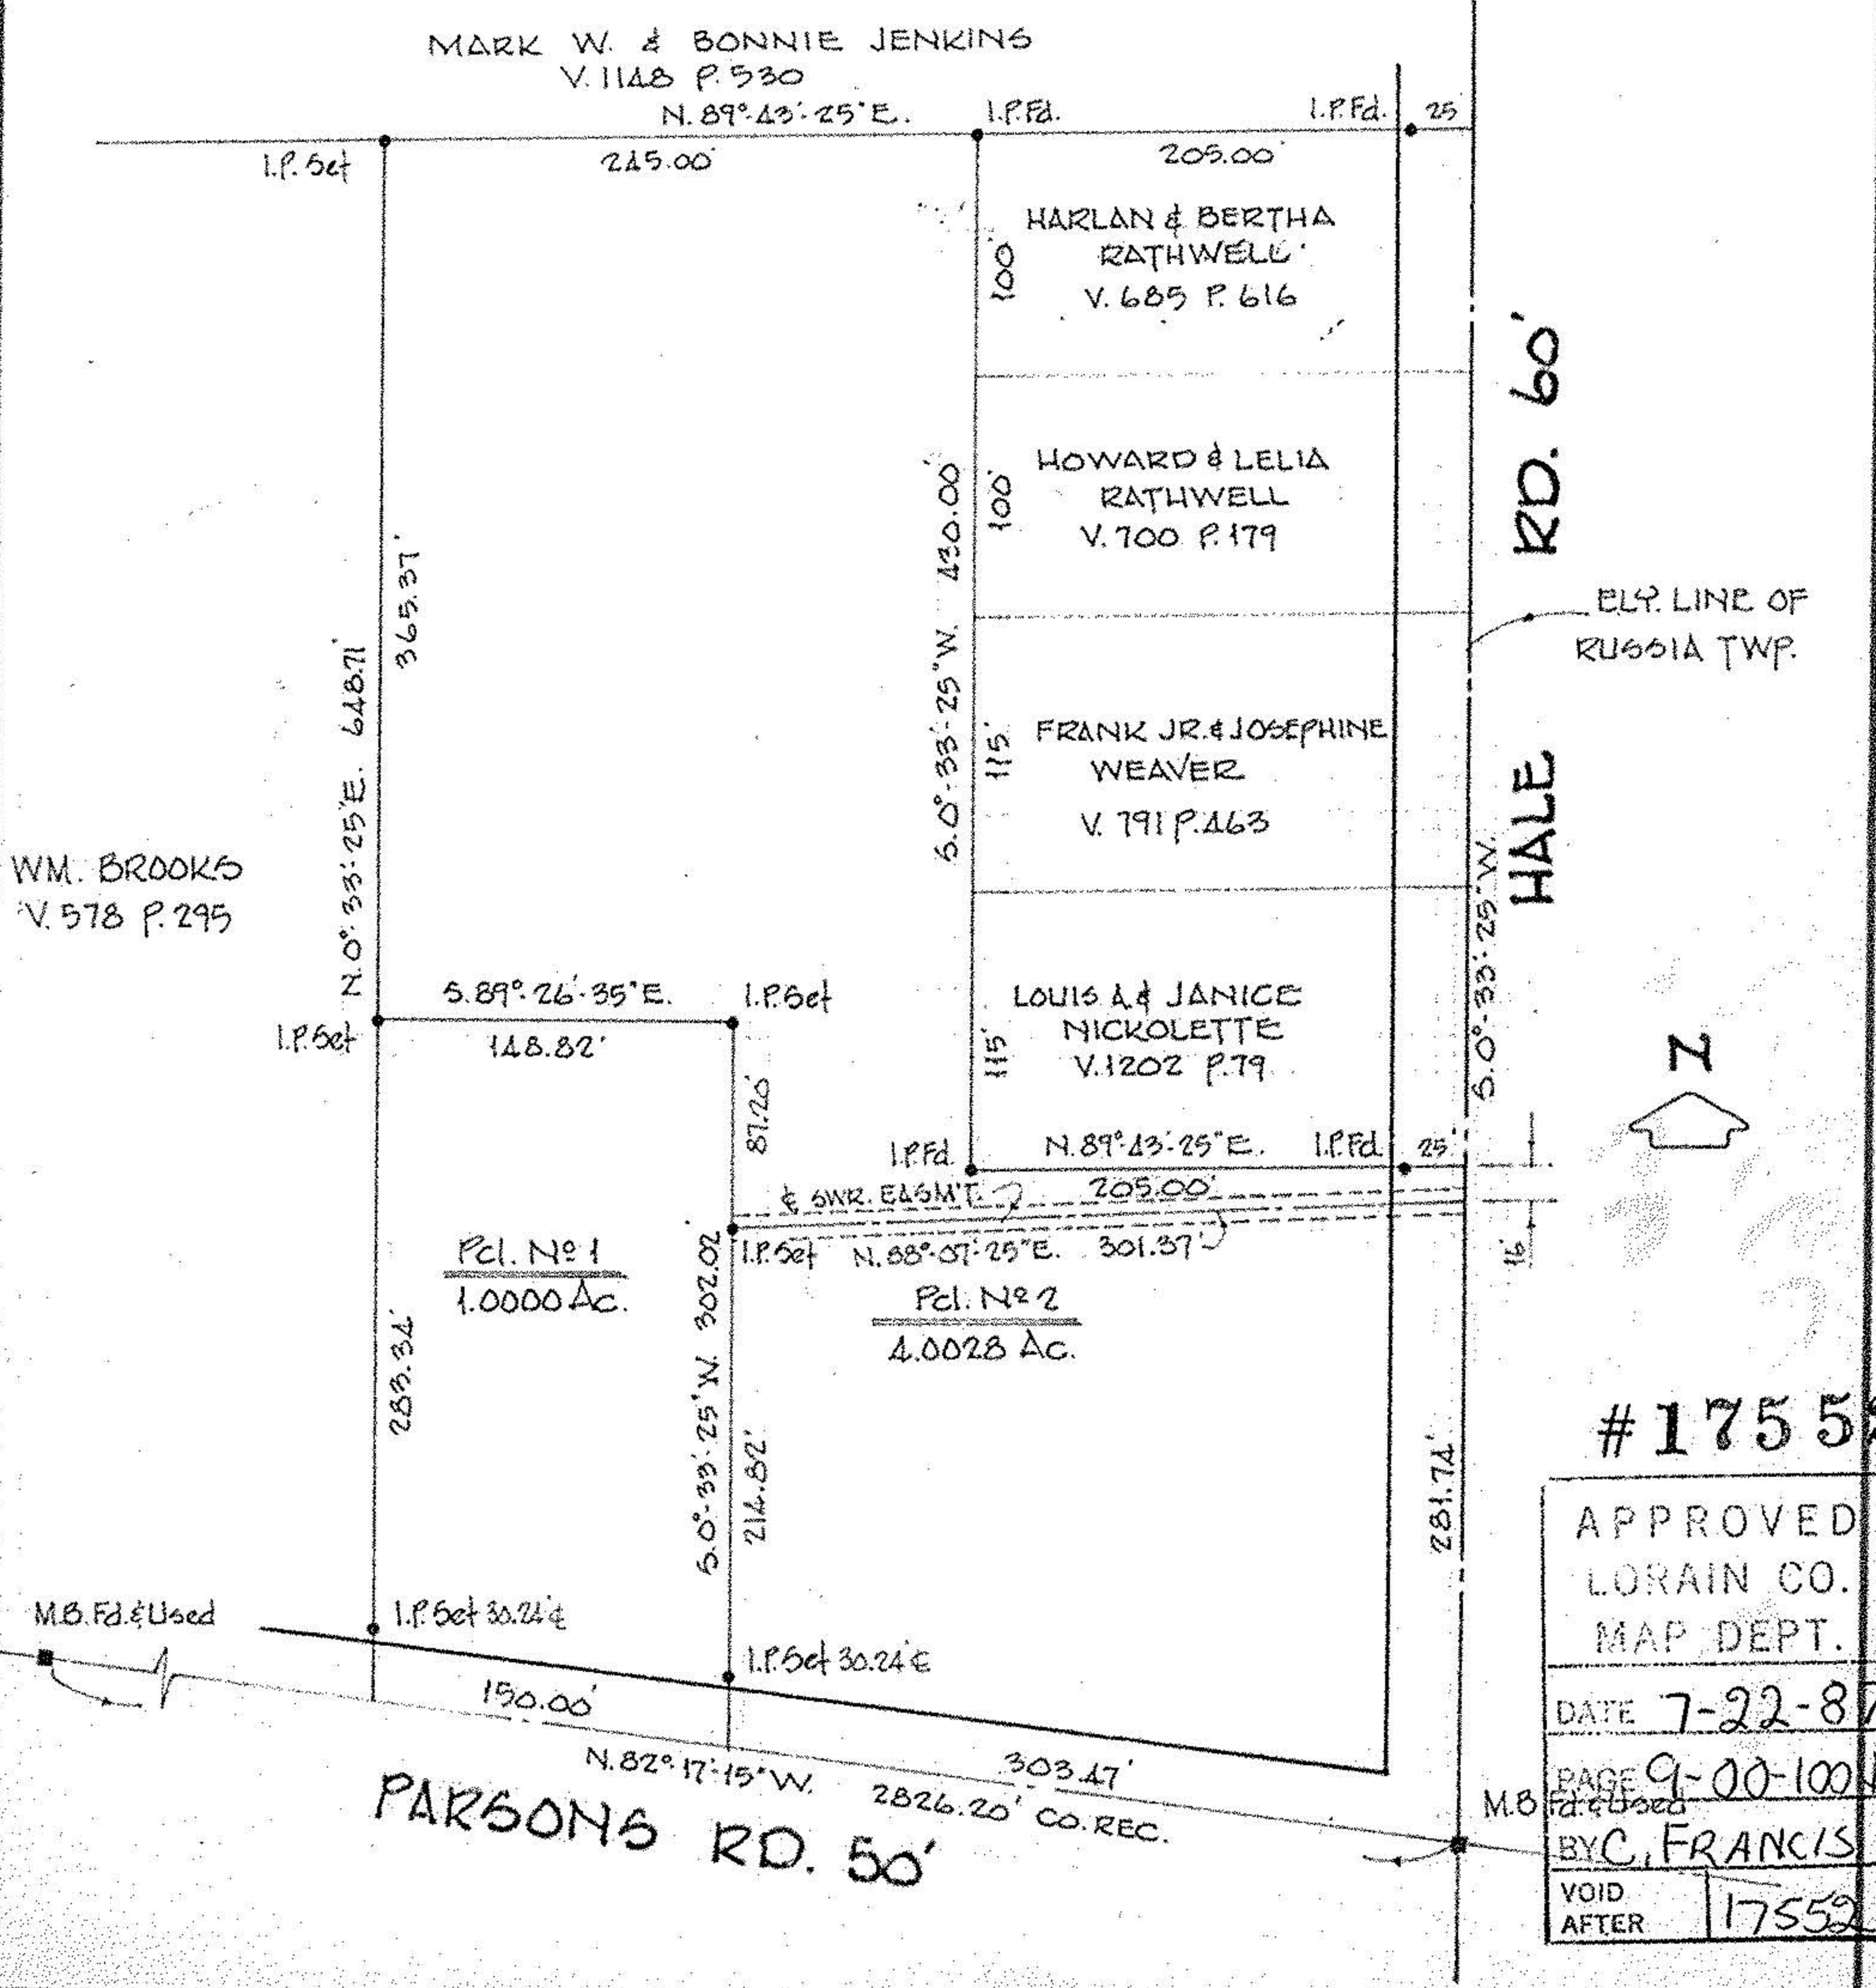 MARK W. & BONNIE JENKINS
V. 1148 P. 530
N. 89°-43'-25" E.
I.P. Fd.
I.P. Fd.
25
I.P. Set
245.00'
205.00'
HARLAN & BERTHA
RATHWELL
V. 685 P. 616
100'
HOWARD & LELIA
RATHWELL
V. 700 P. 179
100'
S. 0°-33'-25" W. 430.00'
365.37'
N. 0°-33'-25" E. 648.71'
HALE RD. 60'
ELY. LINE OF
RUSSIA TWP.
FRANK JR. & JOSEPHINE
WEAVER
V. 791 P. 463
115'
WM. BROOKS
V. 578 P. 295
S. 0°-33'-25" W.
S. 89°-26'-35" E.
I.P. Set
I.P. Set
148.82'
LOUIS A. & JANICE
NICKOLETTE
V. 1202 P. 79
115'
N
87.20'
I.P. Fd.
N. 89°-43'-25" E.
I.P. Fd.
25'
205.00'
℄ SWR. EASM'T.
I.P. Set
N. 88°-07'-25" E. 301.37'
16'
Pcl. No 1
1.0000 Ac.
Pcl. No 2
4.0028 Ac.
283.34'
S. 0°-33'-25" W. 302.02'
214.82'
281.74'
#1755
APPROVED
LORAIN CO.
MAP DEPT.
DATE 7-22-87
PAGE 9-00-100
BY C. FRANCIS
VOID
AFTER 17552
M.B. Fd. & Used
I.P. Set 30.24' ℄
I.P. Set 30.24' ℄
150.00'
N. 82°-17'-15" W.
303.47'
2826.20' CO. REC.
M.B. Fd. & Used
PARSONS RD. 50'